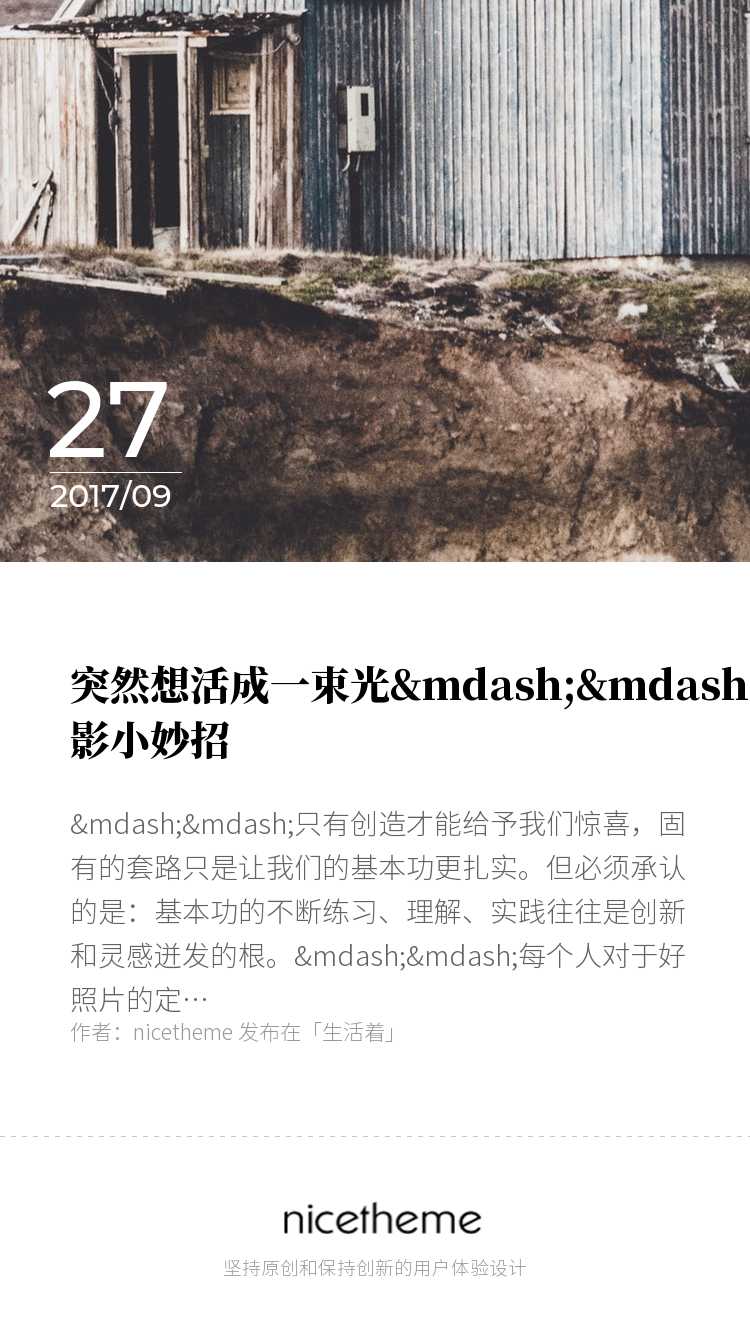 27
2017/09
突然想活成一束光&mdash;&mdash
影小妙招
&mdash;&mdash;只有创造才能给予我们惊喜，固
有的套路只是让我们的基本功更扎实。但必须承认
的是：基本功的不断练习、理解、实践往往是创新
和灵感迸发的根。&mdash;&mdash;每个人对于好
照片的定…
作者：nicetheme 发布在「生活着」
nicetheme
坚持原创和保持创新的用户体验设计